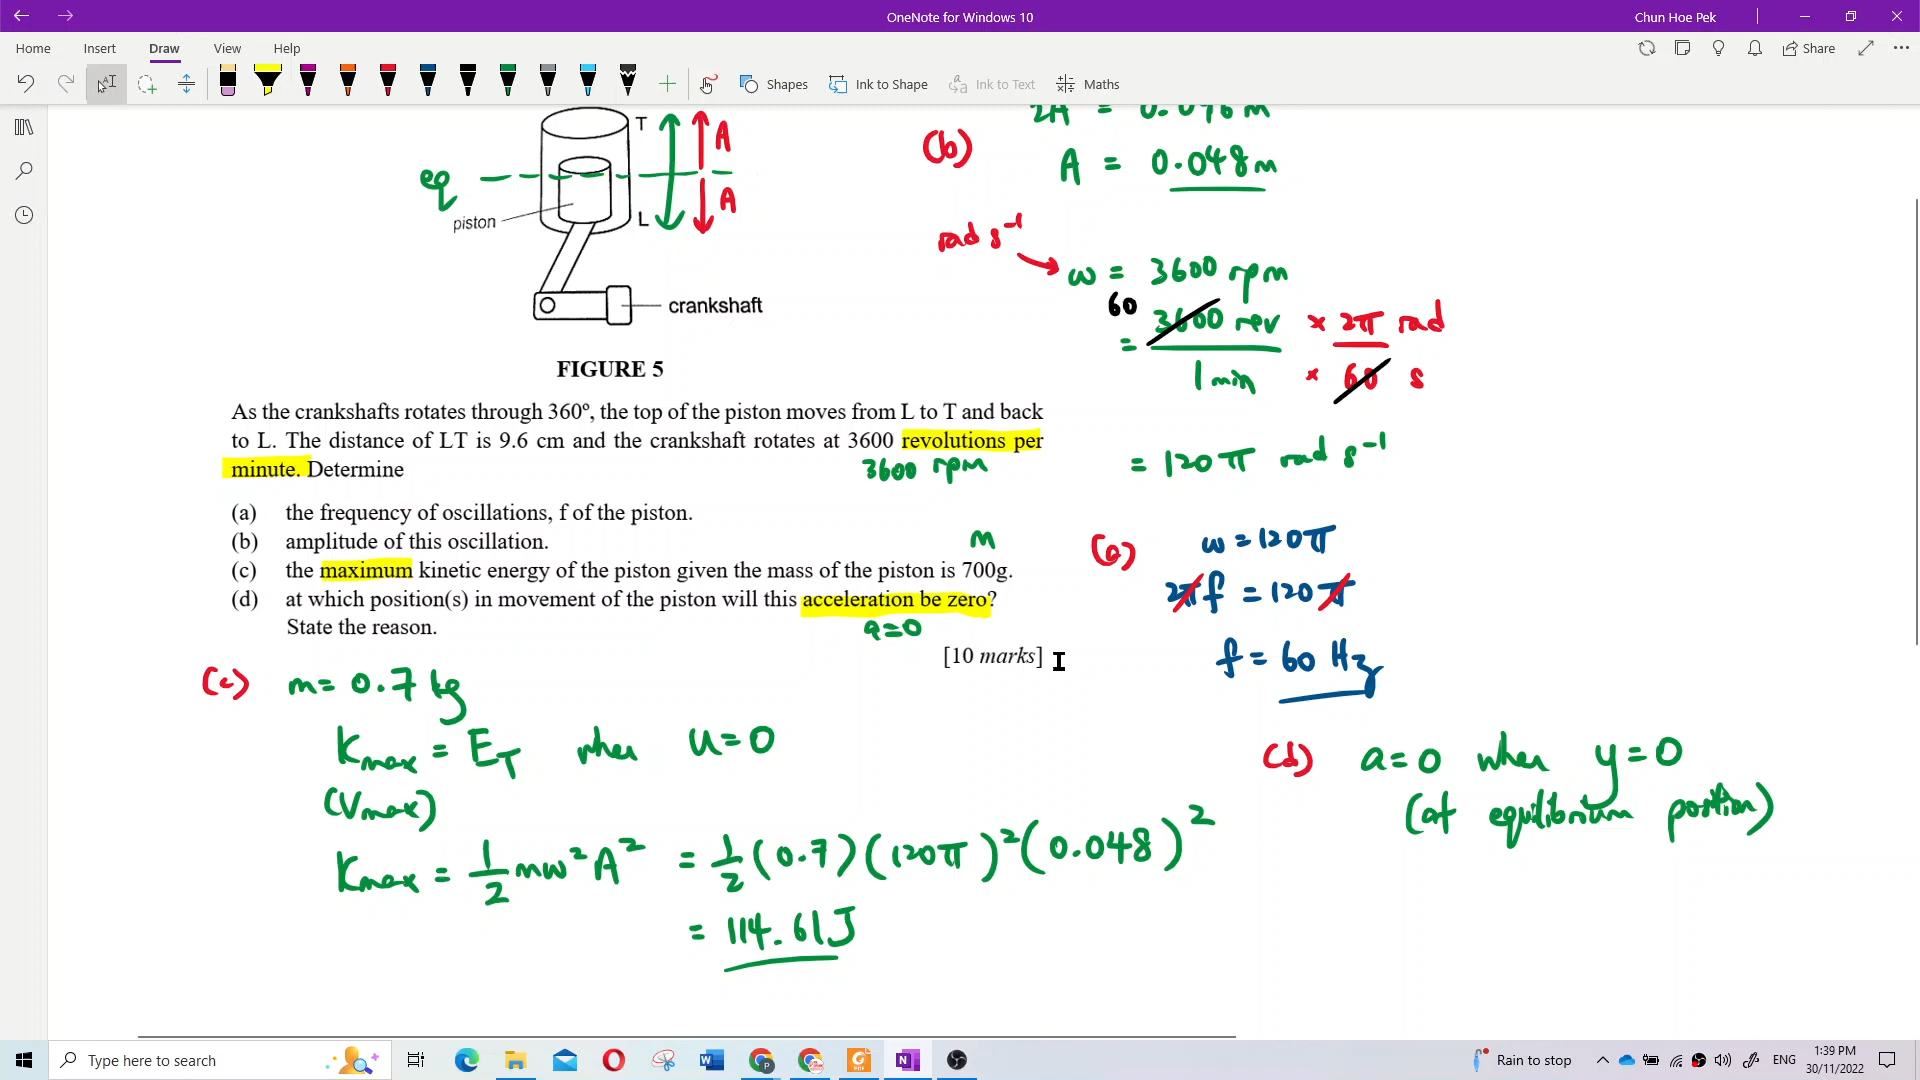 OneNote for Windows 10
Chun Hoe Pek
Home Insert Draw View Help
Share
Shapes
Ink to Shape
Ink to Text
Maths
T
A
eq
A
piston
L
crankshaft
FIGURE 5
As the crankshafts rotates through 360º, the top of the piston moves from L to T and back
to L. The distance of LT is 9.6 cm and the crankshaft rotates at 3600 revolutions per
minute. Determine
3600 rpm
(a) the frequency of oscillations, f of the piston.
(b) amplitude of this oscillation.
m
(c) the maximum kinetic energy of the piston given the mass of the piston is 700g.
(d) at which position(s) in movement of the piston will this acceleration be zero?
State the reason.
a=0
[10 marks]
2A = 0.096 m
(b) A = 0.048m
rad s⁻¹
ω = 3600 rpm
60
= 3600 rev × 2π rad
1 min × 60 s
= 120π rad s⁻¹
(a) ω = 120π
2πf = 120π
f = 60 Hz
(c) m = 0.7 kg
Kmax = ET when u=0
(Vmax)
Kmax = 1/2 mω²A² = 1/2 (0.7)(120π)²(0.048)²
= 114.61J
(d) a=0 when y=0
(at equilibrium position)
Type here to search
Rain to stop
ENG
1:39 PM
30/11/2022